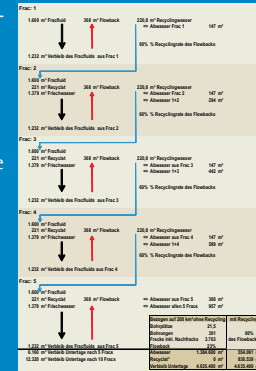 Frac: 1
1.600 m³ Fracfluid 368 m³ Flowback 220,8 m³ Recyclingwasser
=> Abwasser Frac 1 147 m³
60% % Recyclingrate des Flowbacks
1.232 m³ Verbleib des Fracfluids aus Frac 1
Frac: 2
1.600 m³ Fracfluid
221 m³ Recyclat 368 m³ Flowback 220,8 m³ Recyclingwasser
1.379 m³ Frischwasser => Abwasser Frac 2 147 m³
=> Abwasser 1+2 294 m³
60% % Recyclingrate des Flowbacks
1.232 m³ Verbleib des Fracfluids aus Frac 2
Frac: 3
1.600 m³ Fracfluid
221 m³ Recyclat 368 m³ Flowback 220,8 m³ Recyclingwasser
1.379 m³ Frischwasser => Abwasser aus Frac 3 147 m³
=> Abwasser 1+3 442 m³
60% % Recyclingrate des Flowbacks
1.232 m³ Verbleib des Fracfluids aus Frac 3
Frac: 4
1.600 m³ Fracfluid
221 m³ Recyclat 368 m³ Flowback 220,8 m³ Recyclingwasser
1.379 m³ Frischwasser => Abwasser aus Frac 4 147 m³
=> Abwasser 1+4 589 m³
60% % Recyclingrate des Flowbacks
1.232 m³ Verbleib des Fracfluids aus Frac 4
Frac: 5
1.600 m³ Fracfluid
221 m³ Recyclat 368 m³ Flowback => Abwasser aus Frac 5 368 m³
1.379 m³ Frischwasser => Abwasser allen 5 Fracs 957 m³
Bezogen auf 200 km² ohne Recycling mit Recycling
Bohrplätze 21,5
Bohrungen 301 60%
Fracks inkl. Nachfracks 3.763 des Flowback
1.232 m³ Verbleib des Fracfluids aus Frac 5 Flowback 23%
6.160 m³ Verbleib Untertage nach 5 Fracs Abwasser 1.384.600 m³ 554.061
12.320 m³ Verbleib Untertage nach 10 Fracs Recyclat 0 m³ 830.539
Verbleib Untertage 4.635.400 m³ 4.635.400